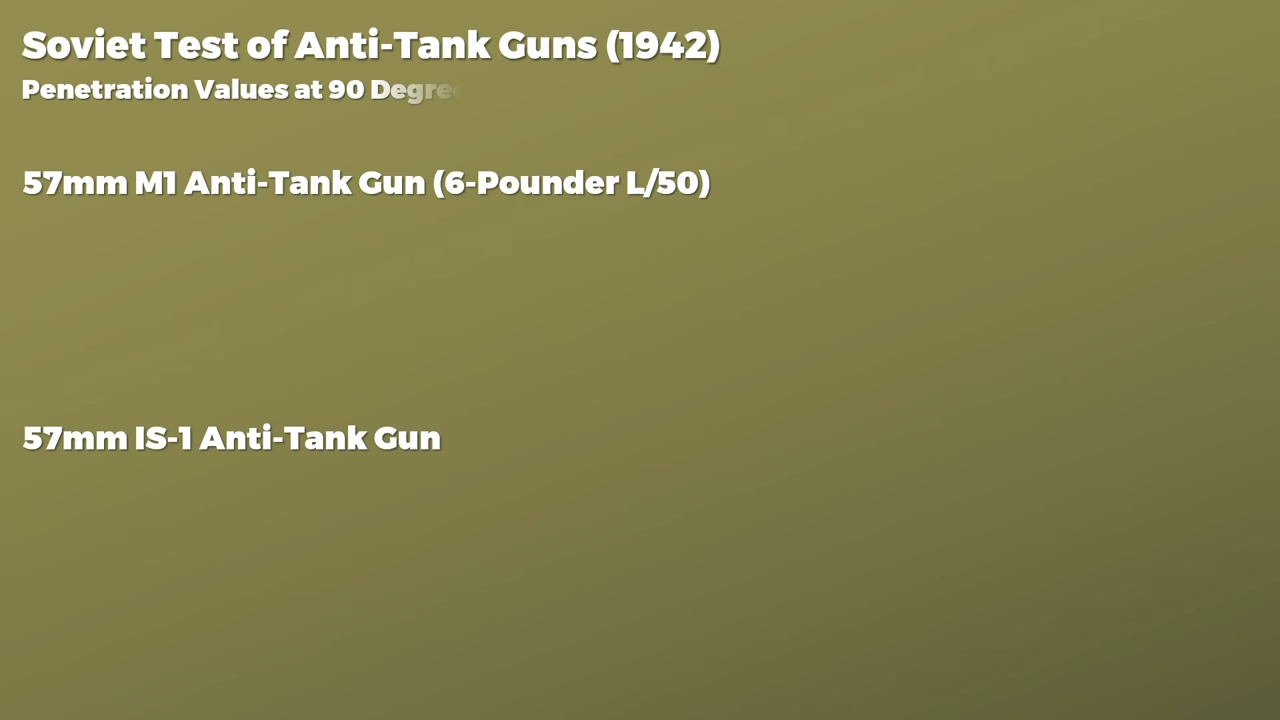 Soviet Test of Anti-Tank Guns (1942)
Penetration Values at 90 Degree
57mm M1 Anti-Tank Gun (6-Pounder L/50)
57mm IS-1 Anti-Tank Gun